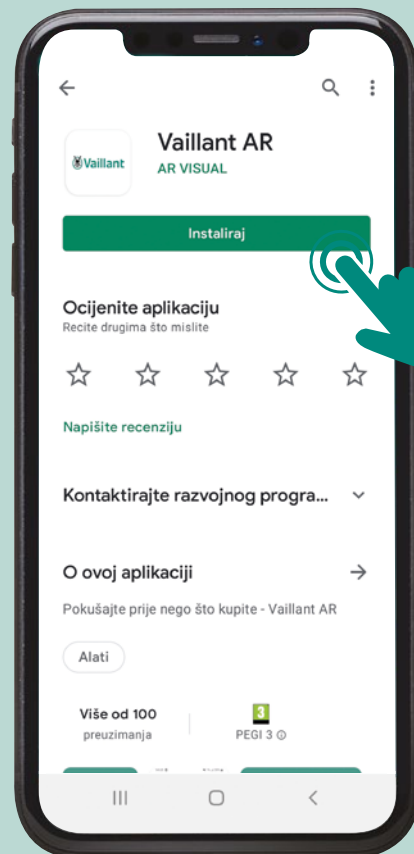 Vaillant AR
Vaillant
AR VISUAL
Instaliraj
Ocijenite aplikaciju
Recite drugima što mislite
Napišite recenziju
Kontaktirajte razvojnog progra...
O ovoj aplikaciji
Pokušajte prije nego što kupite - Vaillant AR
Alati
Više od 100
preuzimanja
3
PEGI 3